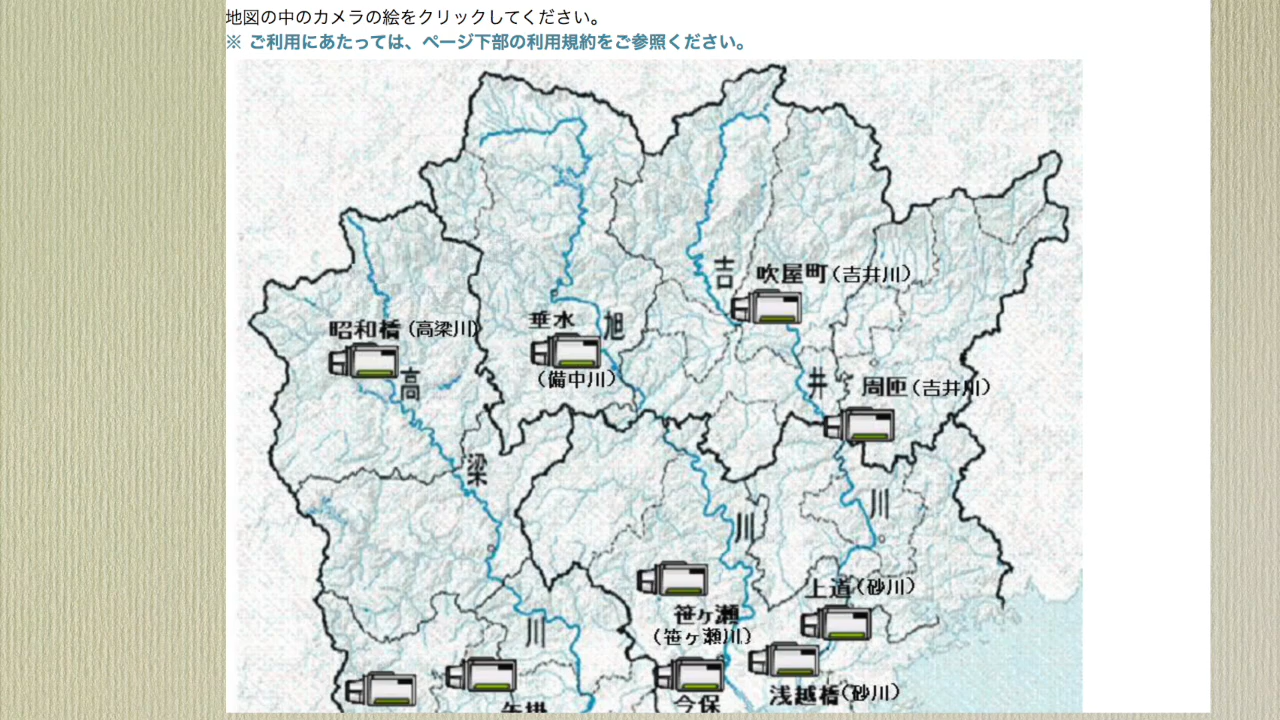 地図の中のカメラの絵をクリックしてください。
※ ご利用にあたっては、ページ下部の利用規約をご参照ください。
吉
吹屋町(吉井川)
昭和橋(高梁川)
垂水
旭
(備中川)
高
井
周匝(吉井川)
梁
川
川
上道(砂川)
笹ヶ瀬
(笹ヶ瀬川)
川
浅越橋(砂川)
矢掛
今保